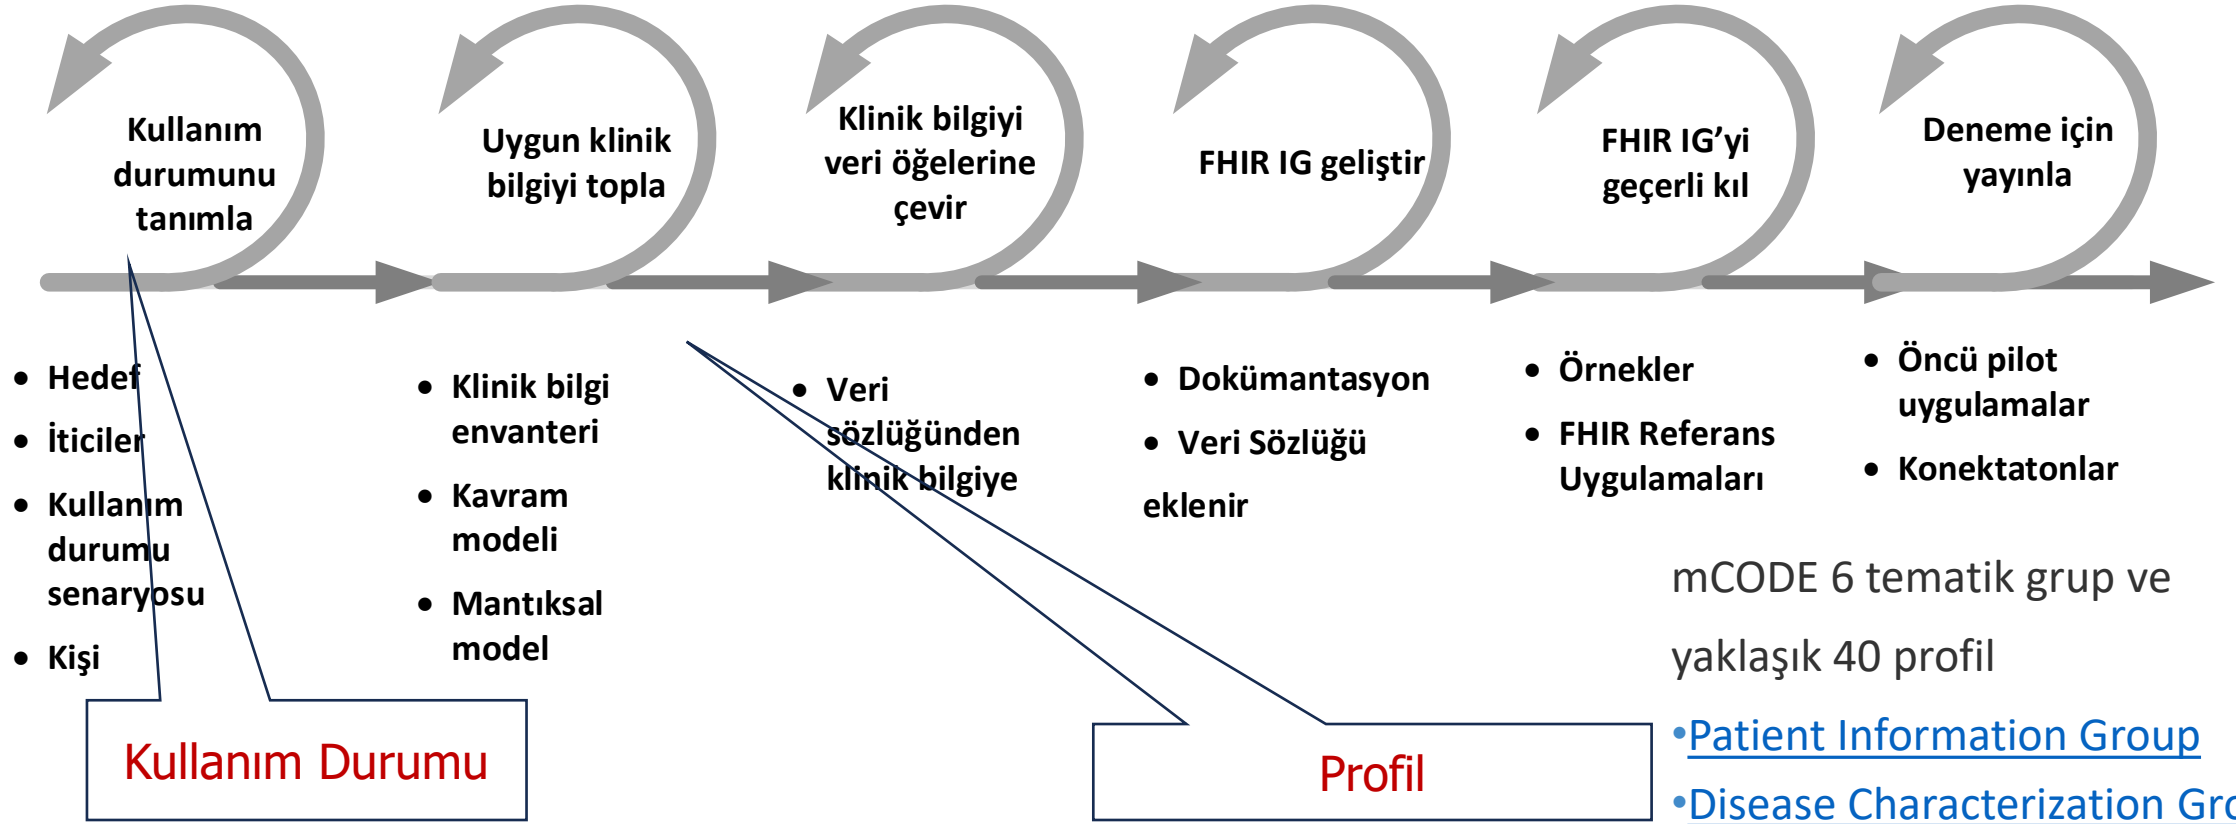 Kullanım
durumunu
tanımla
Uygun klinik
bilgiyi topla
Klinik bilgiyi
veri öğelerine
çevir
FHIR IG geliştir
FHIR IG’yi
geçerli kıl
Deneme için
yayınla
• Hedef
• İticiler
• Kullanım
durumu
senaryosu
• Kişi
• Klinik bilgi
envanteri
• Kavram
modeli
• Mantıksal
model
• Veri
sözlüğünden
klinik bilgiye
• Dokümantasyon
• Veri Sözlüğü
eklenir
• Örnekler
• FHIR Referans
Uygulamaları
• Öncü pilot
uygulamalar
• Konektatonlar
Kullanım Durumu
Profil
mCODE 6 tematik grup ve
yaklaşık 40 profil
•Patient Information Group
•Disease Characterization